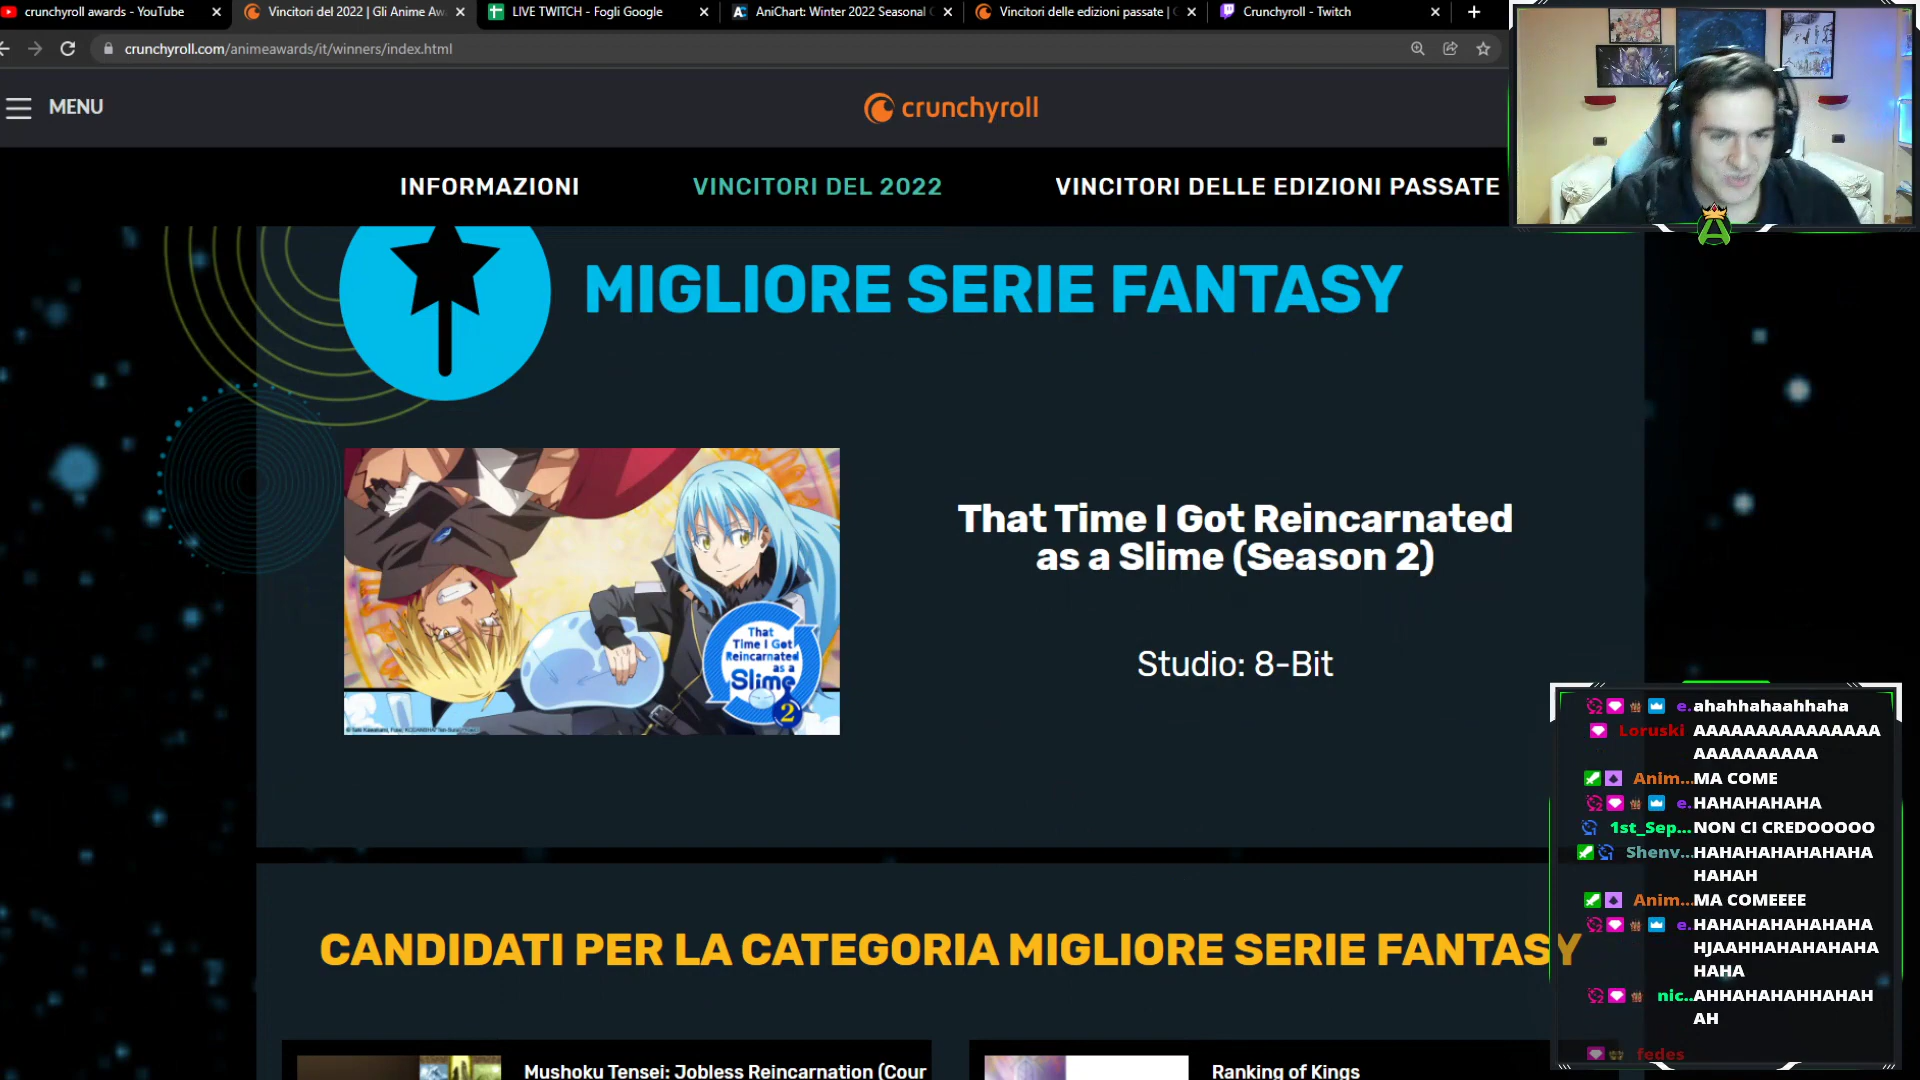 crunchyroll awards - YouTube
Vincitori del 2022 | Gli Anime Aw
LIVE TWITCH - Fogli Google
AniChart: Winter 2022 Seasonal
Vincitori delle edizioni passate |
Crunchyroll - Twitch
crunchyroll.com/animeawards/it/winners/index.html
MENU
crunchyroll
INFORMAZIONI
VINCITORI DEL 2022
VINCITORI DELLE EDIZIONI PASSATE
MIGLIORE SERIE FANTASY
That Time I Got Reincarnated
as a Slime (Season 2)
Studio: 8-Bit
That
Time I Got
Reincarnated
as a
Slime
2
CANDIDATI PER LA CATEGORIA MIGLIORE SERIE FANTASY
Mushoku Tensei: Jobless Reincarnation (Cour
Ranking of Kings
e. ahahhahaahhaha
Loruski AAAAAAAAAAAAAAA
AAAAAAAAAA
Anim... MA COME
e. HAHAHAHAHA
1st_Sep... NON CI CREDOOOOO
Shenv... HAHAHAHAHAHAHA
HAHAH
Anim... MA COMEEEE
e. HAHAHAHAHAHAHA
HJAAHHAHAHAHAHA
HAHA
nic.. AHHAHAHAHHAHAH
AH
fedes